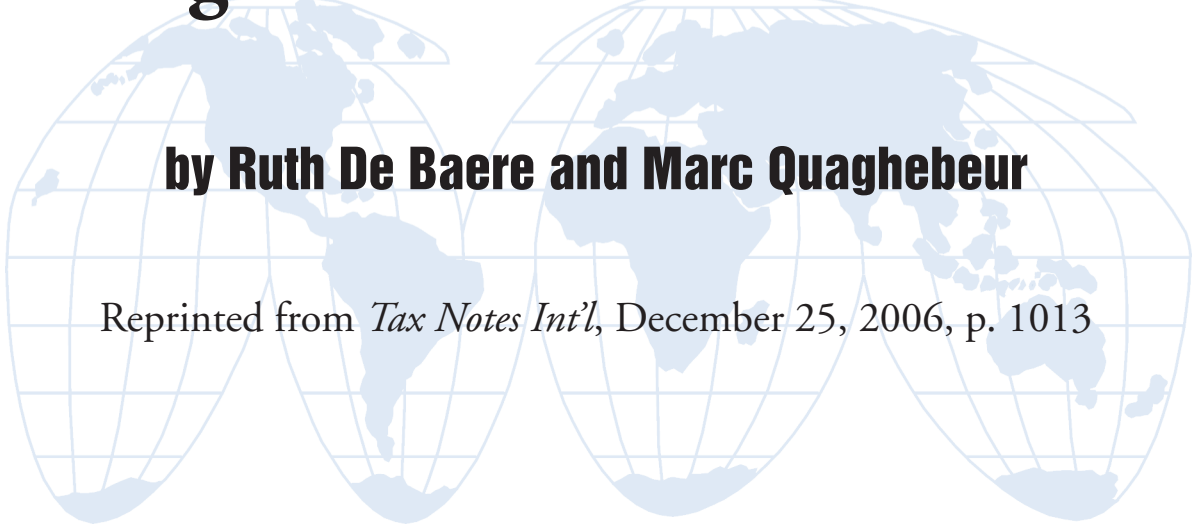 by Ruth De Baere and Marc Quaghebeur
Reprinted from Tax Notes Int'l, December 25, 2006, p. 1013